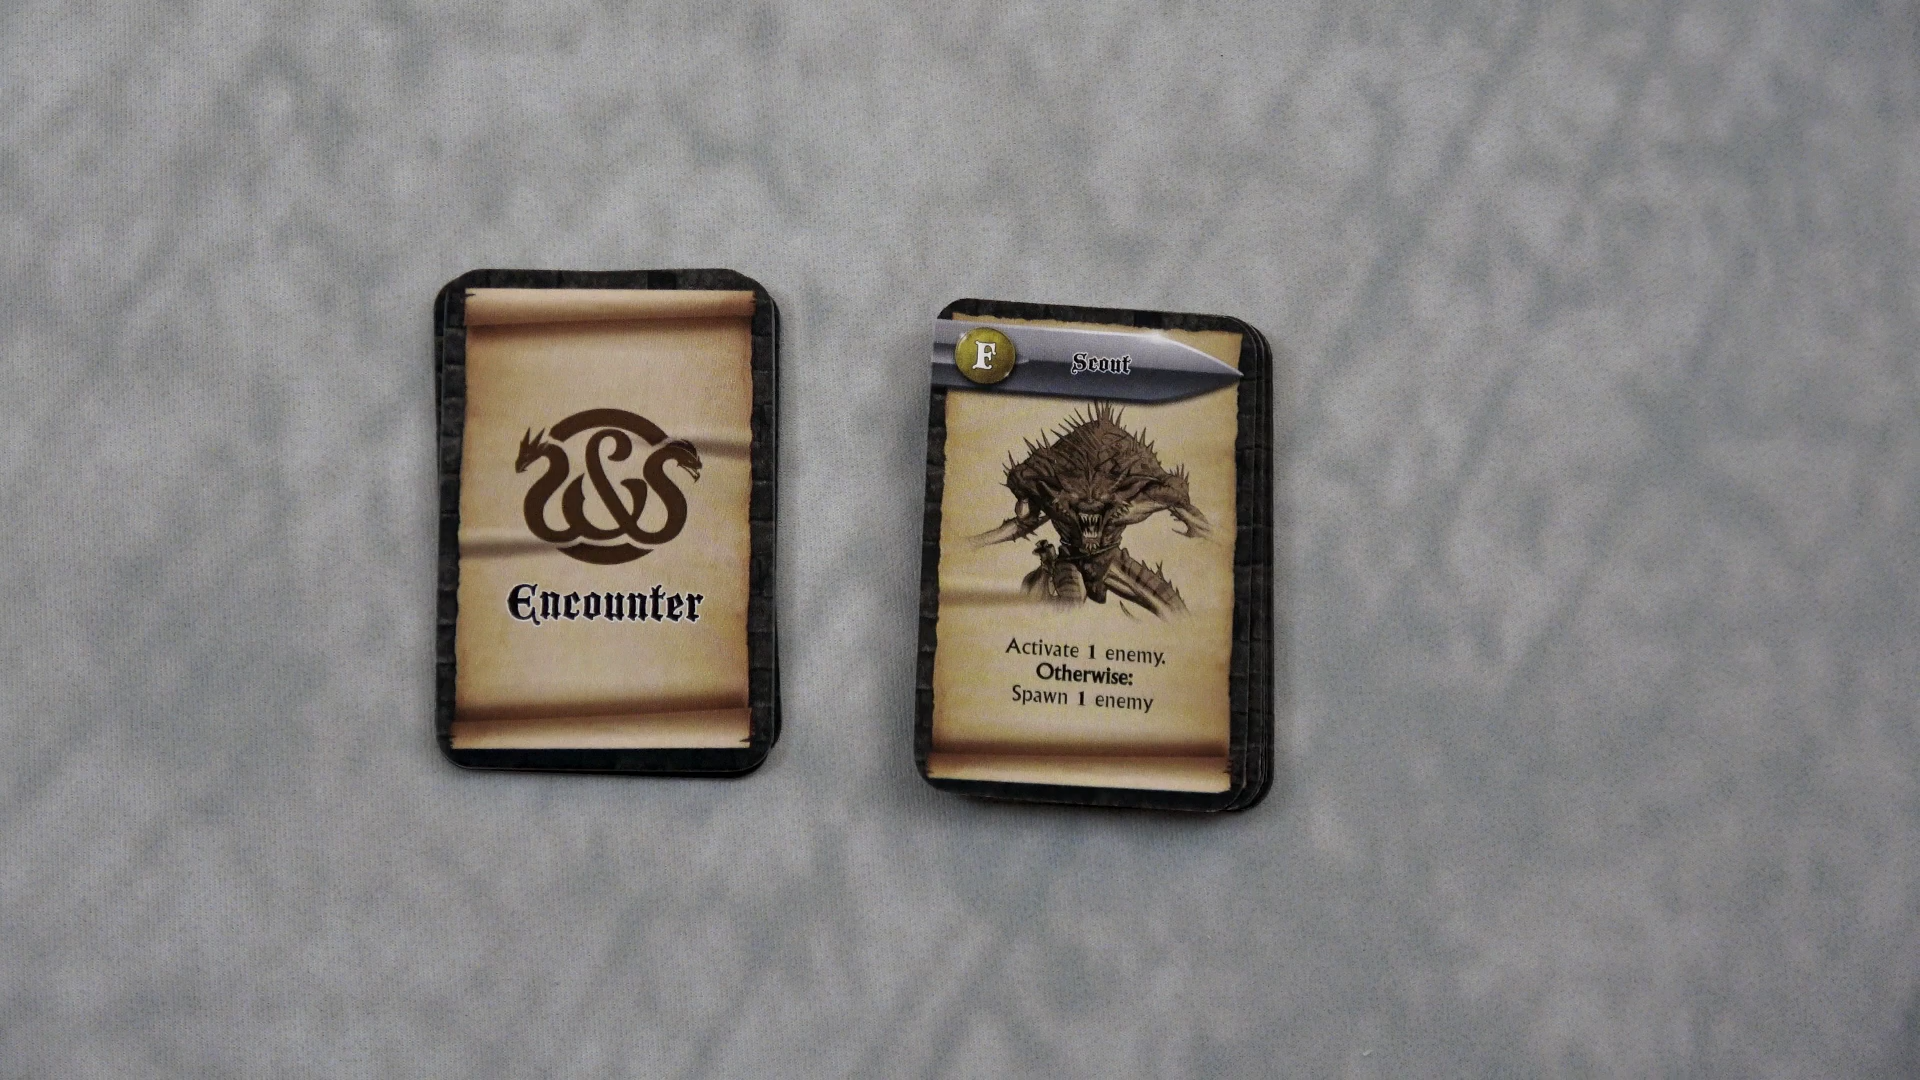 &
Encounter
F
Scout
Activate 1 enemy.
Otherwise:
Spawn 1 enemy